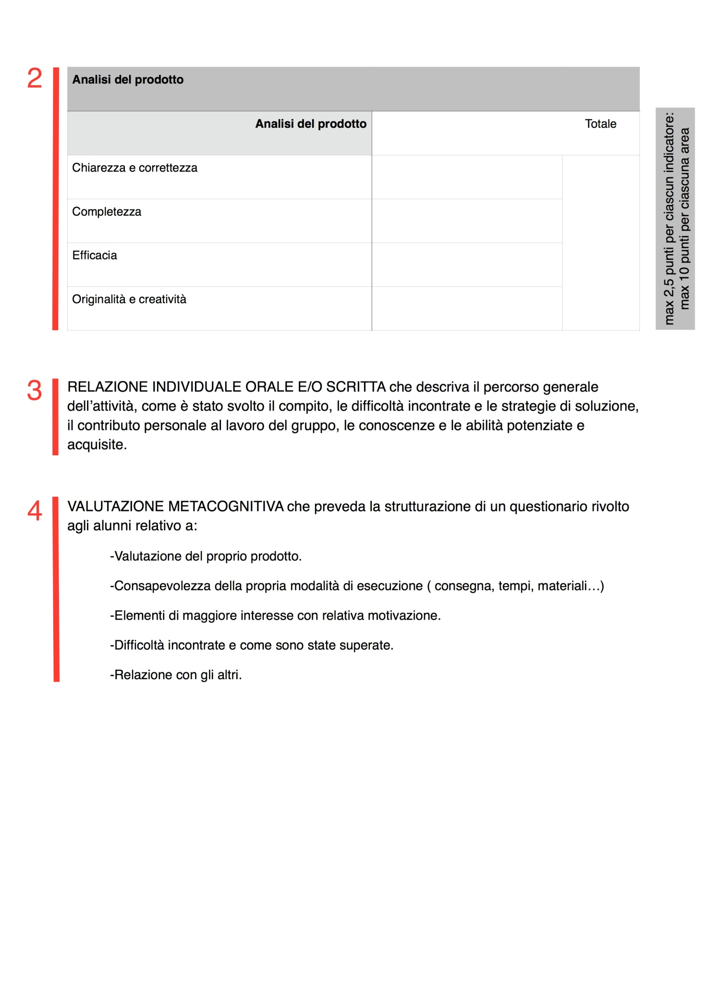 2
Analisi del prodotto
Analisi del prodotto Totale
Chiarezza e correttezza
Completezza
Efficacia
Originalità e creatività
max 2,5 punti per ciascun indicatore:
max 10 punti per ciascuna area
3
RELAZIONE INDIVIDUALE ORALE E/O SCRITTA che descriva il percorso generale
dell’attività, come è stato svolto il compito, le difficoltà incontrate e le strategie di soluzione,
il contributo personale al lavoro del gruppo, le conoscenze e le abilità potenziate e
acquisite.
4
VALUTAZIONE METACOGNITIVA che preveda la strutturazione di un questionario rivolto
agli alunni relativo a:
-Valutazione del proprio prodotto.
-Consapevolezza della propria modalità di esecuzione ( consegna, tempi, materiali…)
-Elementi di maggiore interesse con relativa motivazione.
-Difficoltà incontrate e come sono state superate.
-Relazione con gli altri.